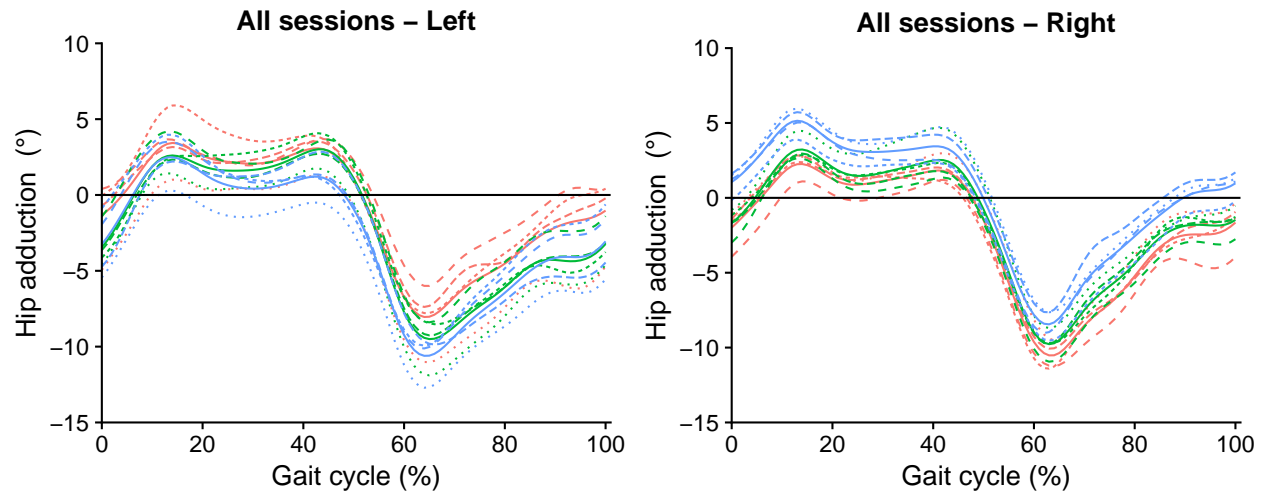 All sessions – Left
Hip adduction (°)
10
5
0
−5
−10
−15
0 20 40 60 80 100
Gait cycle (%)
All sessions – Right
Hip adduction (°)
10
5
0
−5
−10
−15
0 20 40 60 80 100
Gait cycle (%)